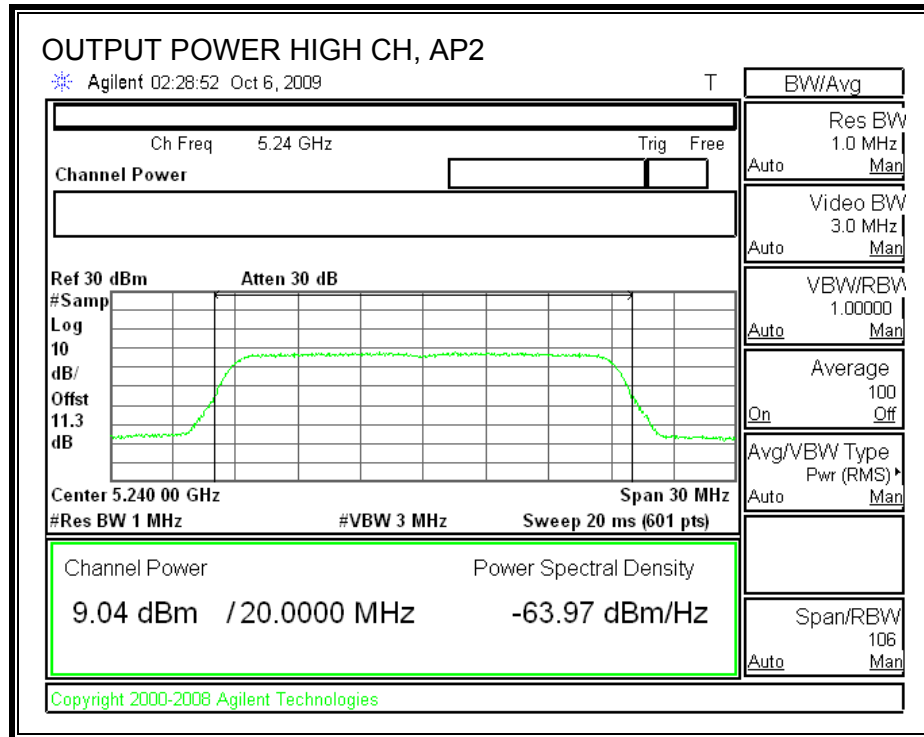 OUTPUT POWER HIGH CH, AP2
Agilent 02:28:52 Oct 6, 2009 T
Ch Freq 5.24 GHz Trig Free
Channel Power
Ref 30 dBm Atten 30 dB
#Samp
Log
10
dB/
Offst
11.3
dB
Center 5.240 00 GHz Span 30 MHz
#Res BW 1 MHz #VBW 3 MHz Sweep 20 ms (601 pts)
Channel Power Power Spectral Density
9.04 dBm / 20.0000 MHz -63.97 dBm/Hz
Copyright 2000-2008 Agilent Technologies
BW/Avg
Res BW
1.0 MHz
Auto Man
Video BW
3.0 MHz
Auto Man
VBW/RBW
1.00000
Auto Man
Average
100
On Off
Avg/VBW Type
Pwr (RMS)
Auto Man
Span/RBW
106
Auto Man